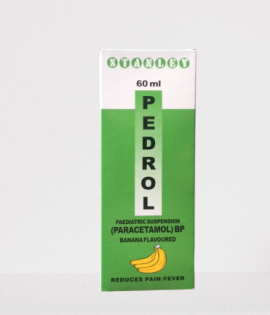 STANLEY
60 ml
PEDROL
PAEDIATRIC SUSPENSION
(PARACETAMOL) BP
BANANA FLAVOURED
REDUCES PAIN/FEVER